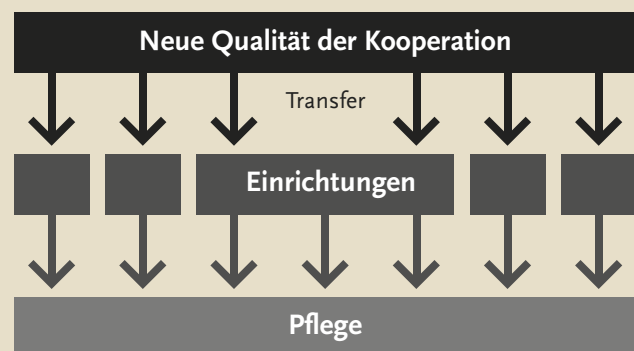 Neue Qualität der Kooperation
Transfer
Einrichtungen
Pflege